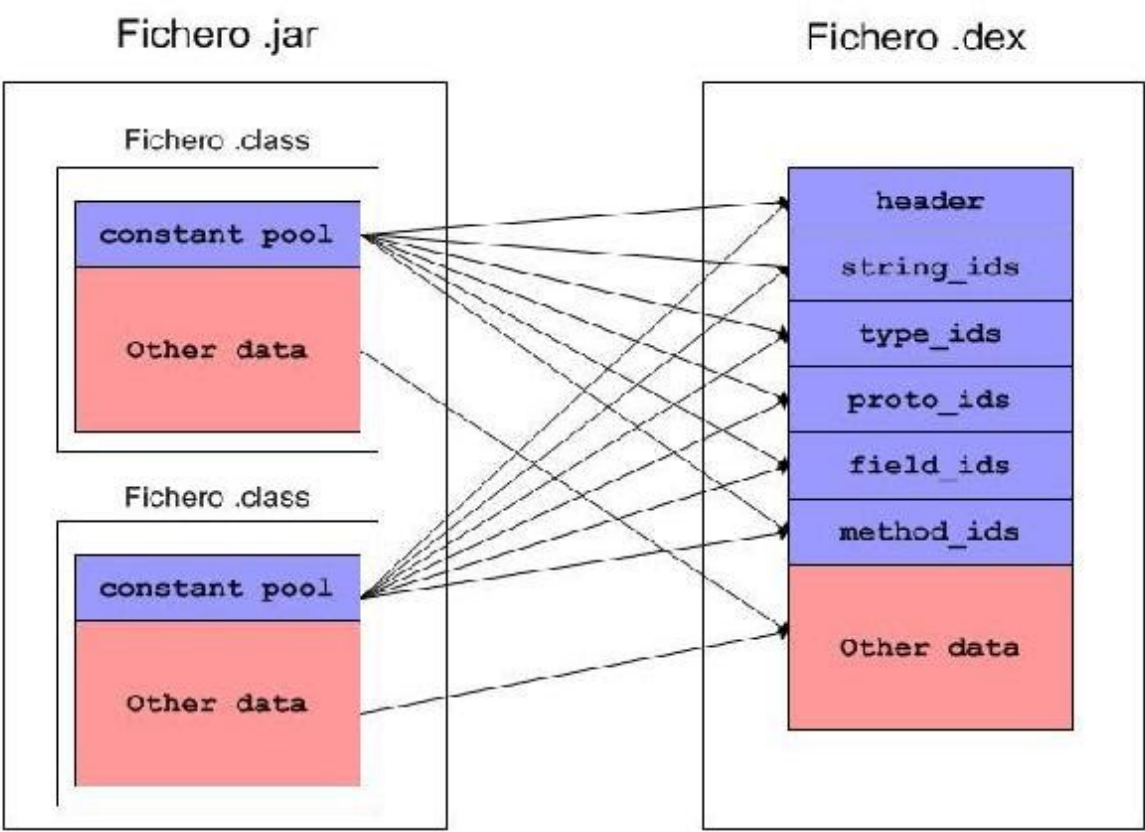 Fichero .jar
Fichero .class
constant pool
Other data
Fichero .class
constant pool
Other data
Fichero .dex
header
string_ids
type_ids
proto_ids
field_ids
method_ids
Other data